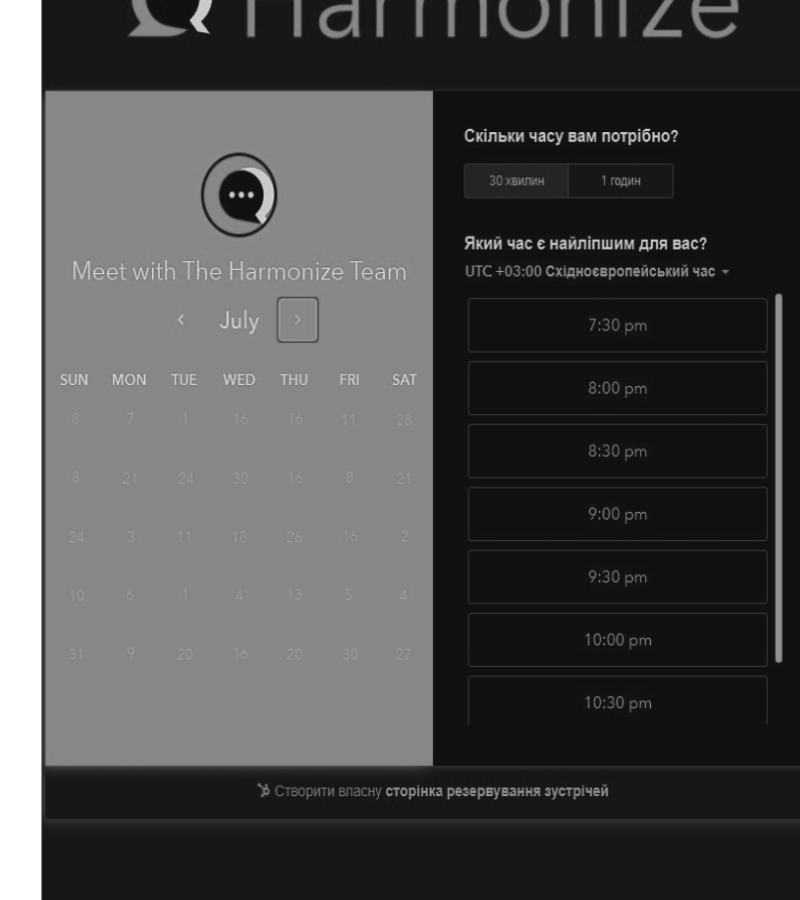 Harmonize
Meet with The Harmonize Team
July
SUN MON TUE WED THU FRI SAT
8 7 1 16 16 11 28
8 21 24 30 16 8 21
24 3 11 18 26 16 2
10 6 1 4 13 5 4
31 9 20 16 20 30 27
Скільки часу вам потрібно?
30 хвилин 1 годин
Який час є найліпшим для вас?
UTC +03:00 Східноєвропейський час
7:30 pm
8:00 pm
8:30 pm
9:00 pm
9:30 pm
10:00 pm
10:30 pm
Створити власну сторінка резервування зустрічей